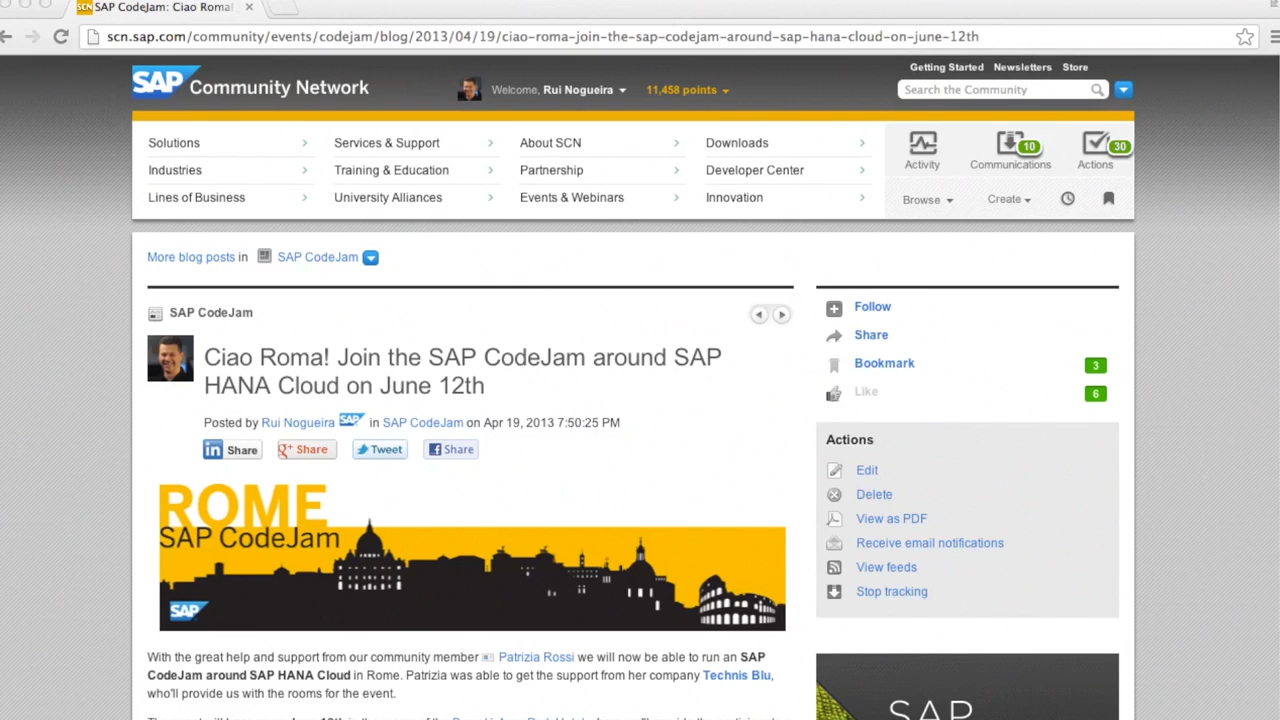 SCN SAP CodeJam: Ciao Roma!
scn.sap.com/community/events/codejam/blog/2013/04/19/ciao-roma-join-the-sap-codejam-around-sap-hana-cloud-on-june-12th
Getting Started Newsletters Store
SAP Community Network
Welcome, Rui Nogueira
11,458 points
Search the Community
Solutions Services & Support About SCN Downloads
Industries Training & Education Partnership Developer Center
Lines of Business University Alliances Events & Webinars Innovation
10 30
Activity Communications Actions
Browse Create
More blog posts in SAP CodeJam
SAP CodeJam
Ciao Roma! Join the SAP CodeJam around SAP
HANA Cloud on June 12th
Posted by Rui Nogueira SAP in SAP CodeJam on Apr 19, 2013 7:50:25 PM
in Share g+ Share Tweet f Share
ROME
SAP CodeJam
SAP
With the great help and support from our community member Patrizia Rossi we will now be able to run an SAP
CodeJam around SAP HANA Cloud in Rome. Patrizia was able to get the support from her company Technis Blu,
who'll provide us with the rooms for the event.
Follow
Share
Bookmark 3
Like 6
Actions
Edit
Delete
View as PDF
Receive email notifications
View feeds
Stop tracking
SAP